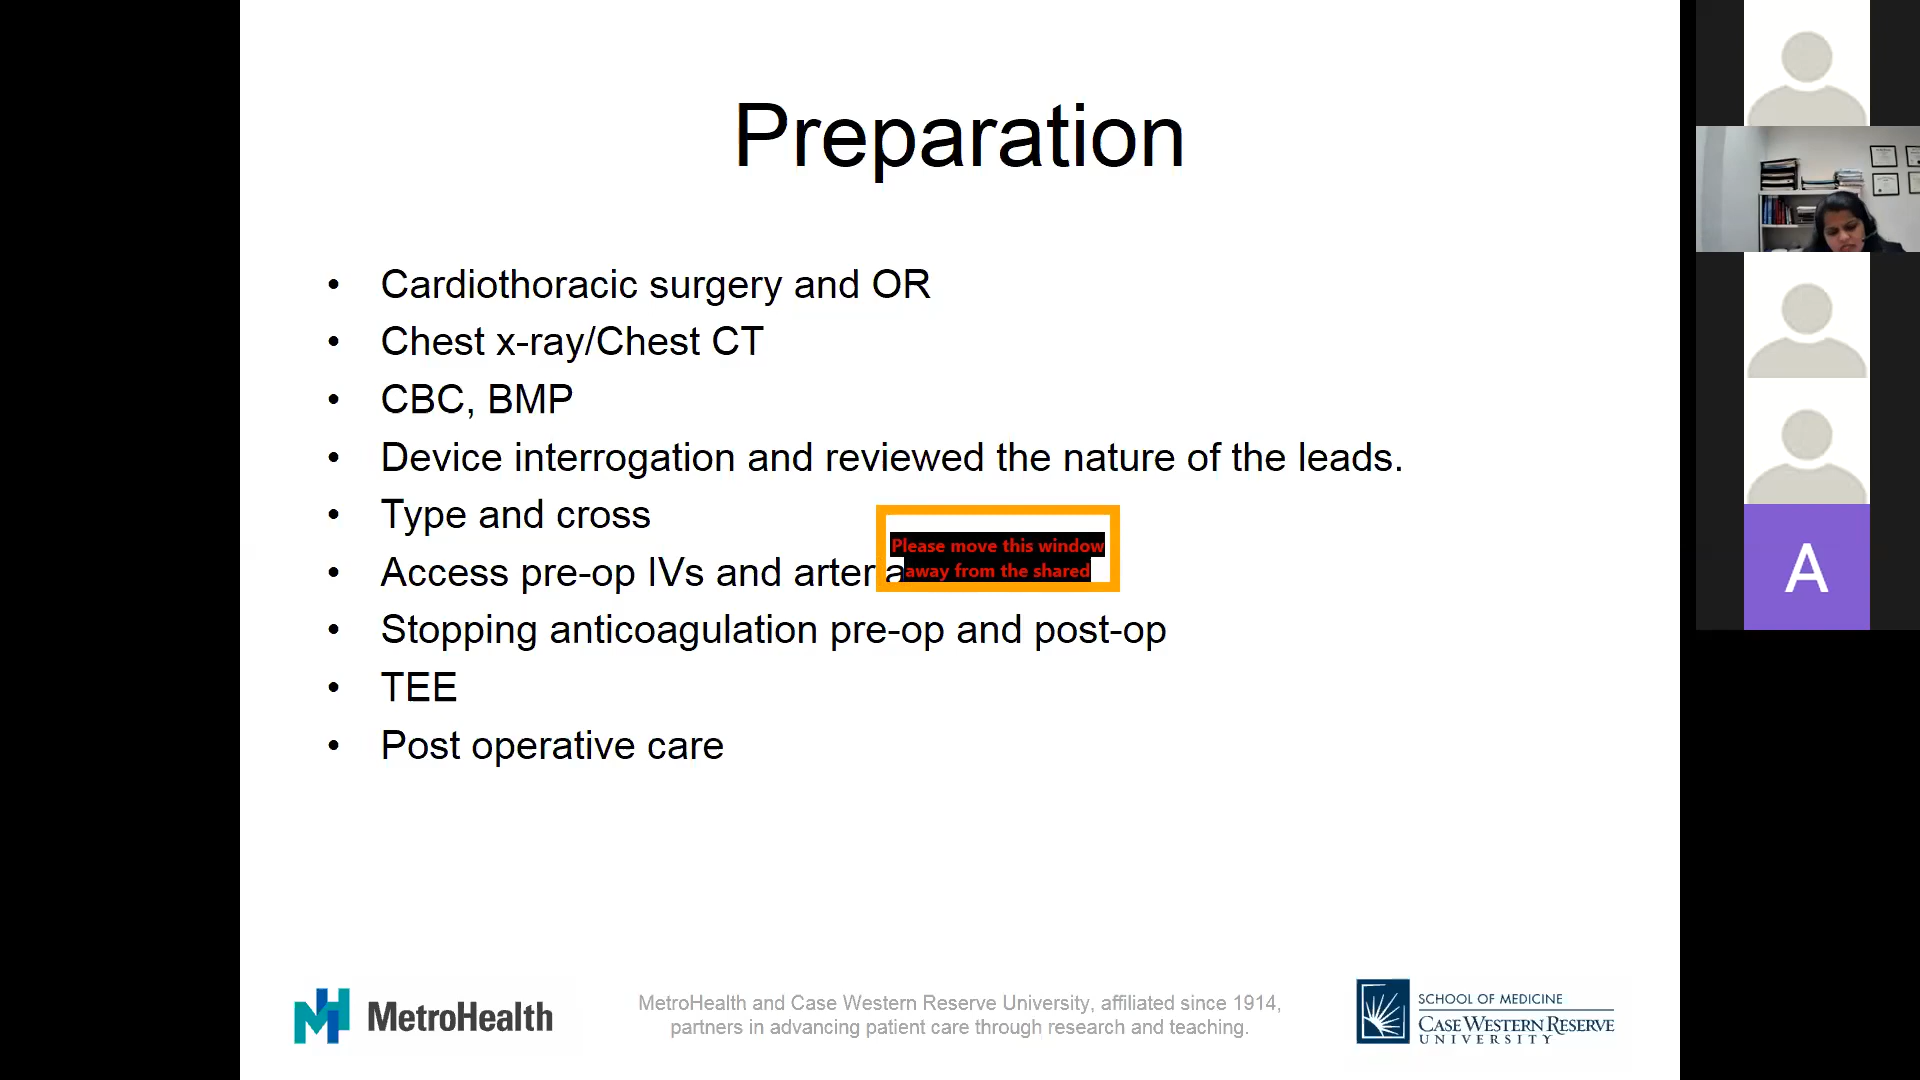 Preparation
• Cardiothoracic surgery and OR
• Chest x-ray/Chest CT
• CBC, BMP
• Device interrogation and reviewed the nature of the leads.
• Type and cross
• Access pre-op IVs and
Please move this window
away from the shared
• Stopping anticoagulation pre-op and post-op
• TEE
• Post operative care
A
MetroHealth
MetroHealth and Case Western Reserve University, affiliated since 1914,
partners in advancing patient care through research and teaching.
SCHOOL OF MEDICINE
CASE WESTERN RESERVE
UNIVERSITY